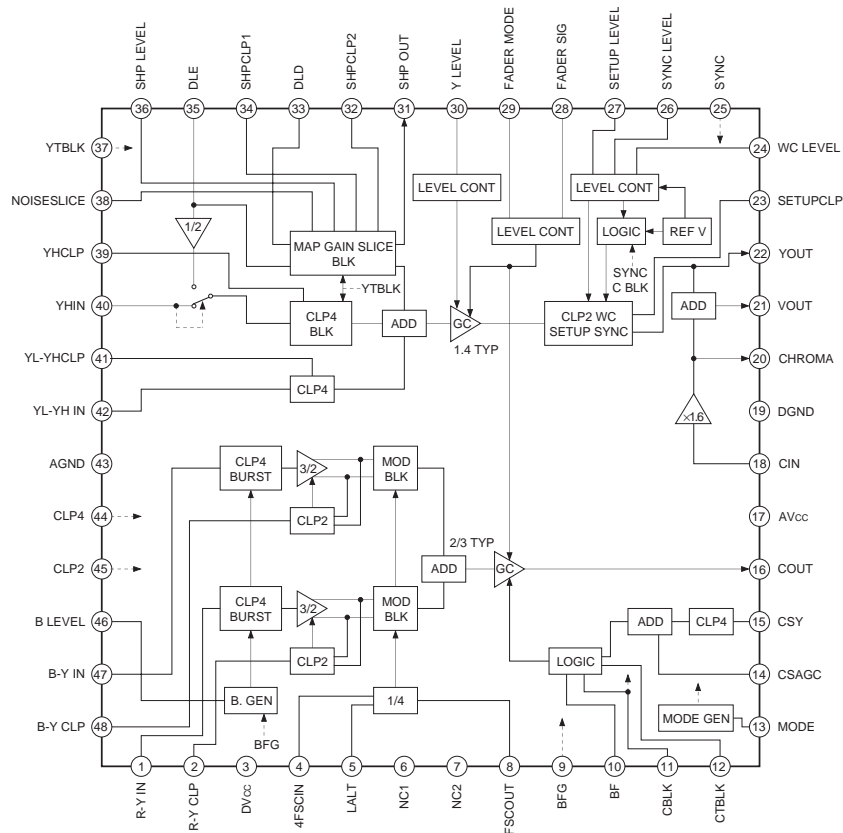 SHP LEVEL
DLE
SHPCLP1
DLD
SHPCLP2
SHP OUT
Y LEVEL
FADER MODE
FADER SIG
SETUP LEVEL
SYNC LEVEL
SYNC
36
35
34
33
32
31
30
29
28
27
26
25
YTBLK
37
NOISESLICE
38
YHCLP
39
YHIN
40
YL-YHCLP
41
YL-YH IN
42
AGND
43
CLP4
44
CLP2
45
B LEVEL
46
B-Y IN
47
B-Y CLP
48
24
WC LEVEL
23
SETUPCLP
22
YOUT
21
VOUT
20
CHROMA
19
DGND
18
CIN
17
AVcc
16
COUT
15
CSY
14
CSAGC
13
MODE
1/2
MAP GAIN SLICE
BLK
YTBLK
CLP4
BLK
ADD
CLP4
LEVEL CONT
LEVEL CONT
GC
1.4 TYP
LEVEL CONT
LOGIC
REF V
SYNC
C BLK
CLP2 WC
SETUP SYNC
ADD
×1.6
CLP4
BURST
3/2
MOD
BLK
CLP2
2/3 TYP
ADD
GC
CLP4
BURST
3/2
MOD
BLK
CLP2
B. GEN
BFG
1/4
LOGIC
ADD
CLP4
MODE GEN
1
2
3
4
5
6
7
8
9
10
11
12
R-Y IN
R-Y CLP
DVcc
4FSCIN
LALT
NC1
NC2
FSCOUT
BFG
BF
CBLK
CTBLK